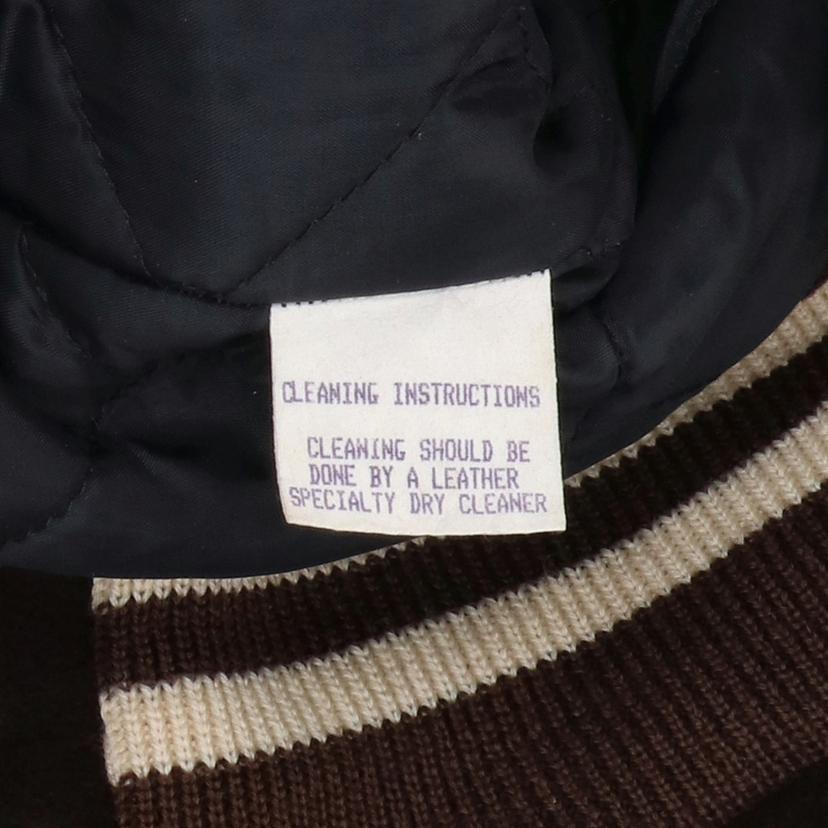 CLEANING INSTRUCTIONS
CLEANING SHOULD BE
DONE BY A LEATHER
SPECIALTY DRY CLEANER